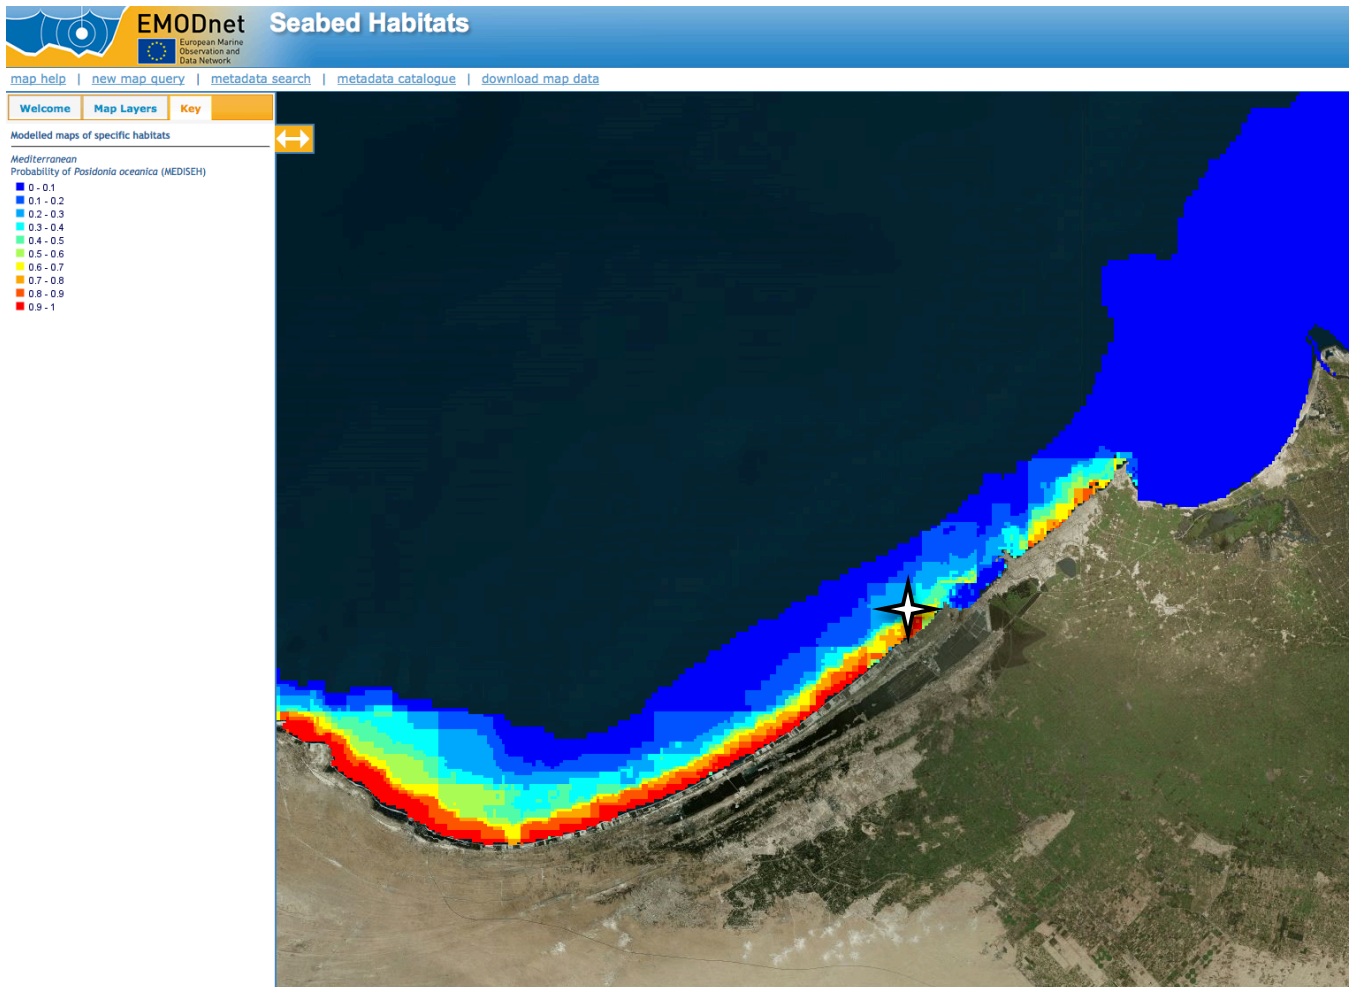 EMODnet
European Marine
Observation and
Data Network
Seabed Habitats
map help | new map query | metadata search | metadata catalogue | download map data
Welcome Map Layers Key
Modelled maps of specific habitats
Mediterranean
Probability of Posidonia oceanica (MEDISEH)
0 - 0.1
0.1 - 0.2
0.2 - 0.3
0.3 - 0.4
0.4 - 0.5
0.5 - 0.6
0.6 - 0.7
0.7 - 0.8
0.8 - 0.9
0.9 - 1